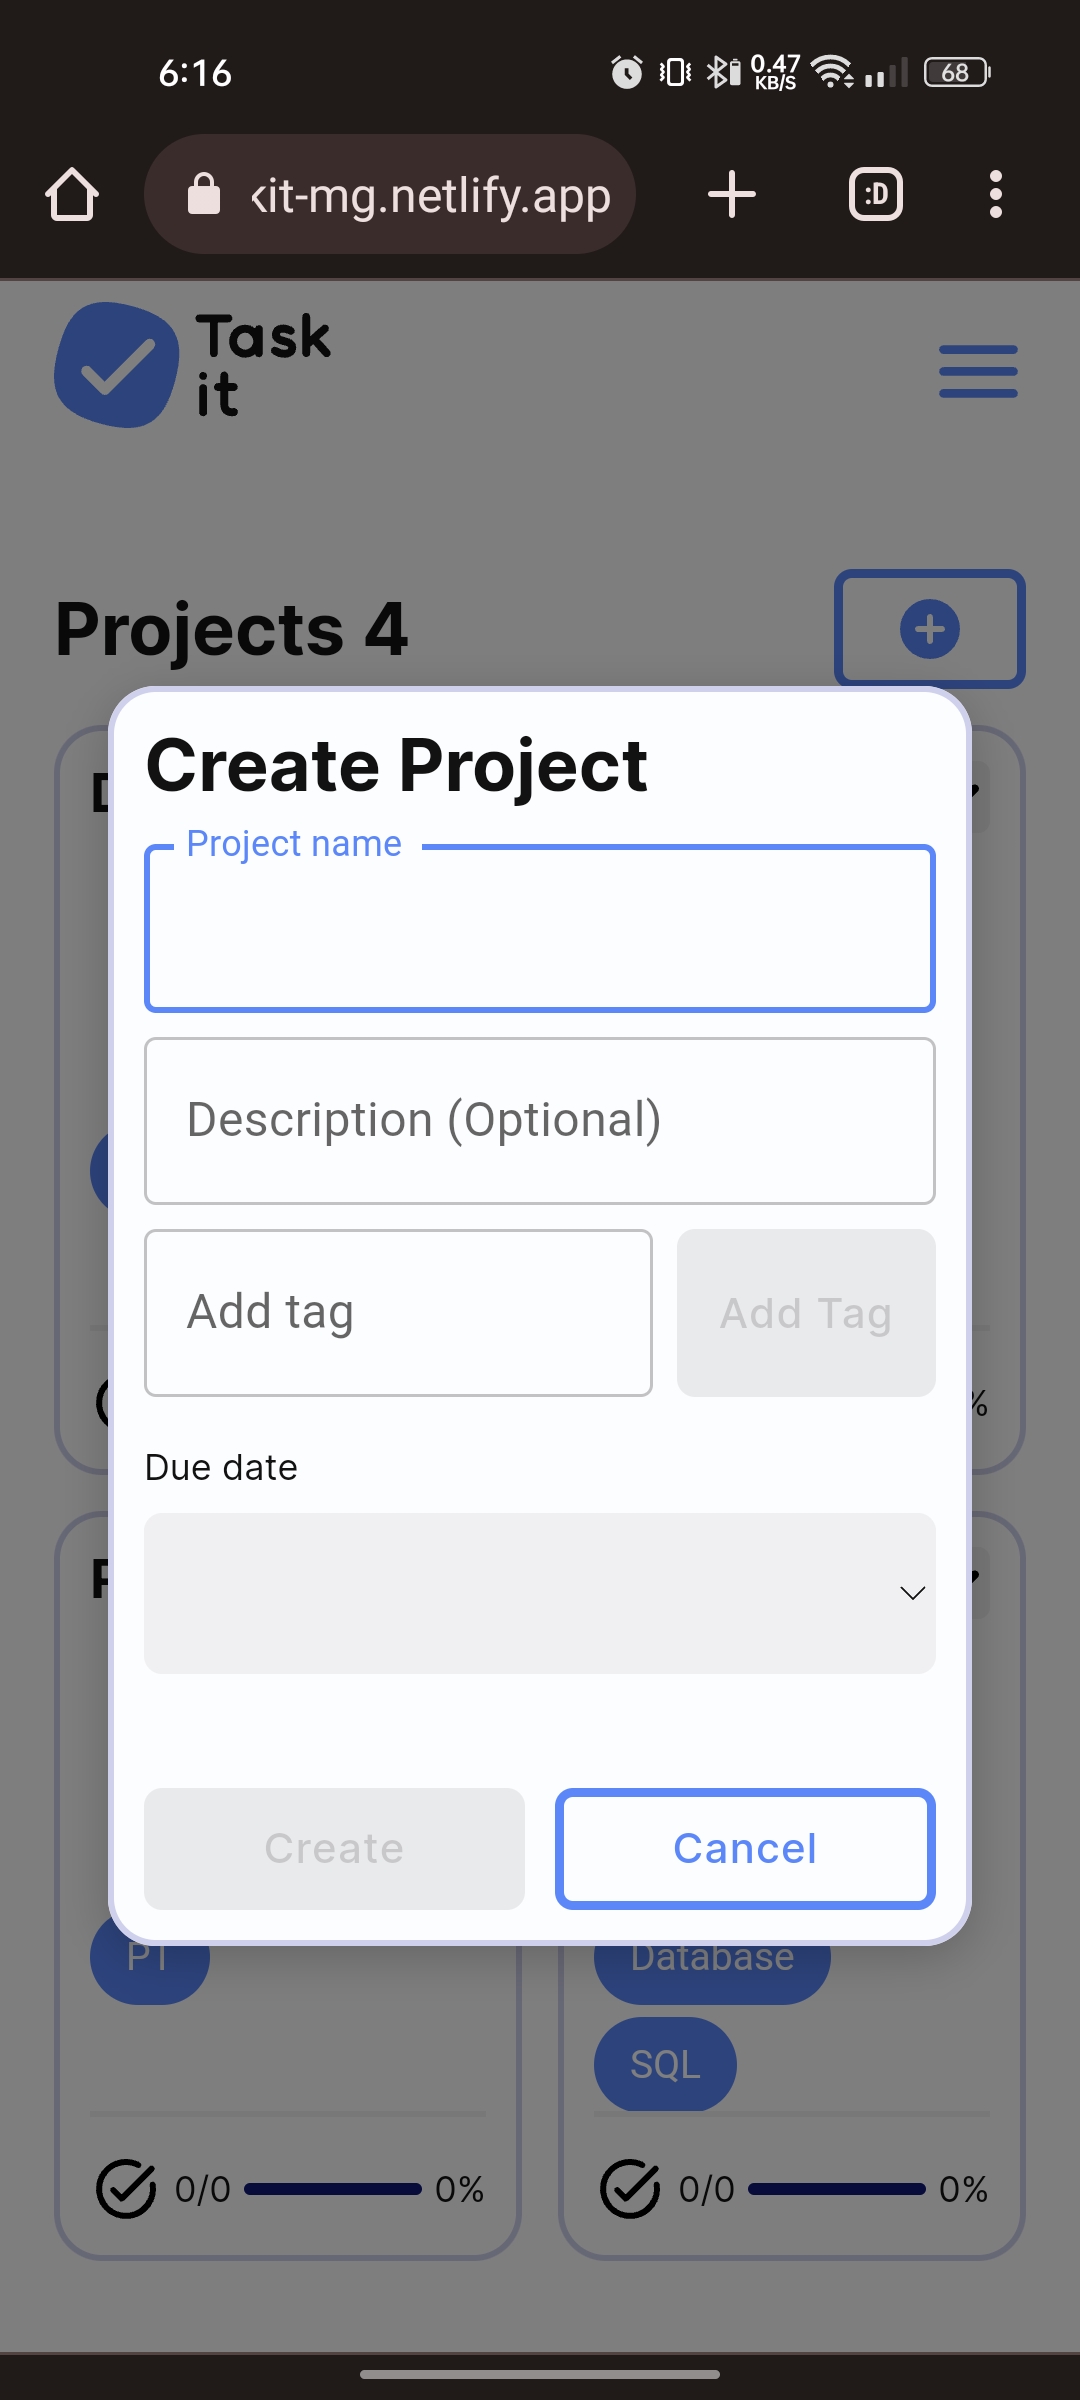 6:16
0.47
KB/S
68
kit-mg.netlify.app
:D
Task
it
Projects 4
Create Project
Project name
Description (Optional)
Add tag
Add Tag
%
Due date
Create
Cancel
PT
Database
SQL
0/0
0%
0/0
0%